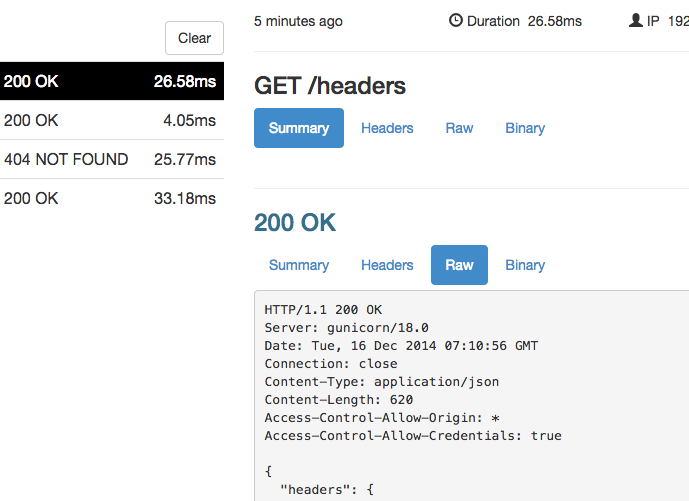 Clear
200 OK 26.58ms
200 OK 4.05ms
404 NOT FOUND 25.77ms
200 OK 33.18ms
5 minutes ago Duration 26.58ms IP 192
GET /headers
Summary Headers Raw Binary
200 OK
Summary Headers Raw Binary
HTTP/1.1 200 OK
Server: gunicorn/18.0
Date: Tue, 16 Dec 2014 07:10:56 GMT
Connection: close
Content-Type: application/json
Content-Length: 620
Access-Control-Allow-Origin: *
Access-Control-Allow-Credentials: true
{
"headers": {